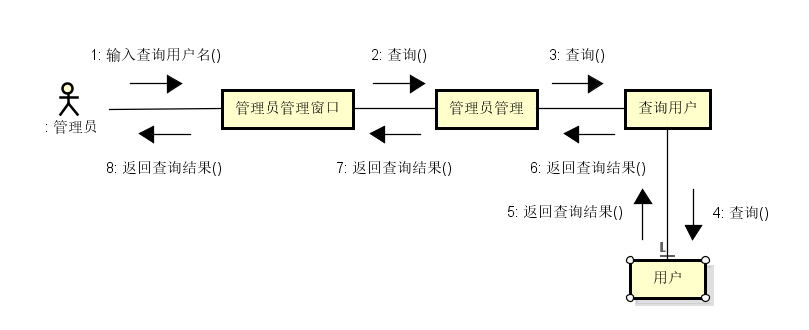 1: 输入查询用户名()
2: 查询()
3: 查询()
: 管理员
管理员管理窗口
管理员管理
查询用户
8: 返回查询结果()
7: 返回查询结果()
6: 返回查询结果()
5: 返回查询结果()
4: 查询()
L
用户